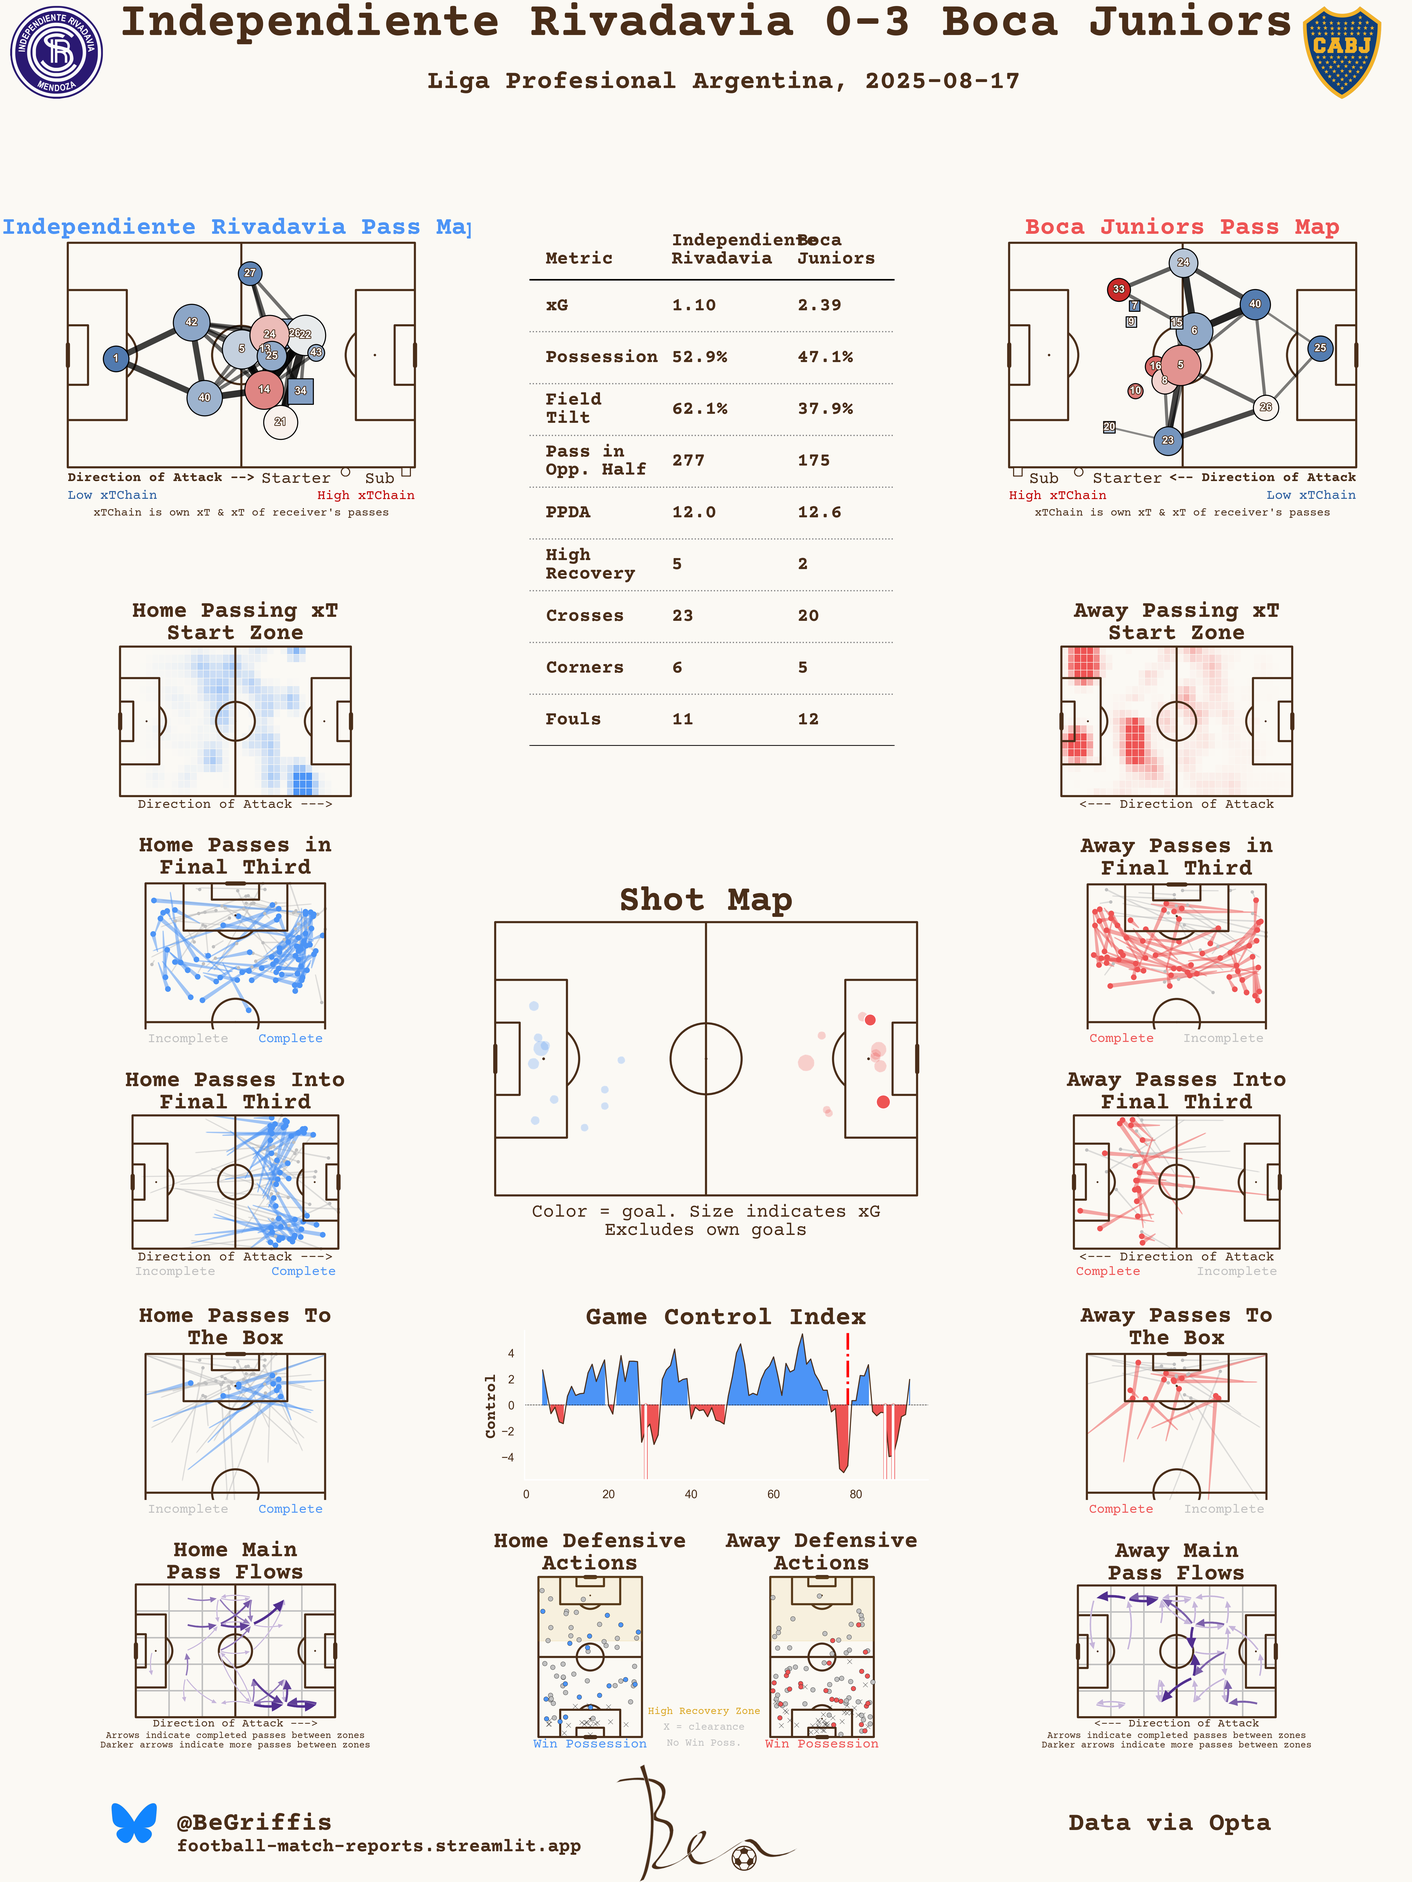 Independiente Rivadavia 0-3 Boca Juniors
Liga Profesional Argentina, 2025-08-17
INDEPENDIENTE RIVADAVIA
MENDOZA
CABJ
Independiente Rivadavia Pass Map
27
42
24
26
22
5
13
25
43
1
40
14
34
21
Direction of Attack --> Starter Sub
Low xTChain High xTChain
xTChain is own xT & xT of receiver's passes
Metric Independiente Rivadavia Boca Juniors
xG 1.10 2.39
Possession 52.9% 47.1%
Field Tilt 62.1% 37.9%
Pass in Opp. Half 277 175
PPDA 12.0 12.6
High Recovery 5 2
Crosses 23 20
Corners 6 5
Fouls 11 12
Boca Juniors Pass Map
24
33
7
40
9
15
6
25
16
5
8
10
26
20
23
Sub Starter <-- Direction of Attack
High xTChain Low xTChain
xTChain is own xT & xT of receiver's passes
Home Passing xT
Start Zone
Direction of Attack --->
Away Passing xT
Start Zone
<--- Direction of Attack
Home Passes in
Final Third
Incomplete Complete
Shot Map
Color = goal. Size indicates xG
Excludes own goals
Away Passes in
Final Third
Complete Incomplete
Home Passes Into
Final Third
Direction of Attack --->
Incomplete Complete
Away Passes Into
Final Third
<--- Direction of Attack
Complete Incomplete
Home Passes To
The Box
Incomplete Complete
Game Control Index
Control
4
2
0
−2
−4
0 20 40 60 80
Away Passes To
The Box
Complete Incomplete
Home Main
Pass Flows
Direction of Attack --->
Arrows indicate completed passes between zones
Darker arrows indicate more passes between zones
Home Defensive
Actions
Win Possession
High Recovery Zone
X = clearance
No Win Poss.
Away Defensive
Actions
Win Possession
Away Main
Pass Flows
<--- Direction of Attack
Arrows indicate completed passes between zones
Darker arrows indicate more passes between zones
@BeGriffis
football-match-reports.streamlit.app
Ben
Data via Opta